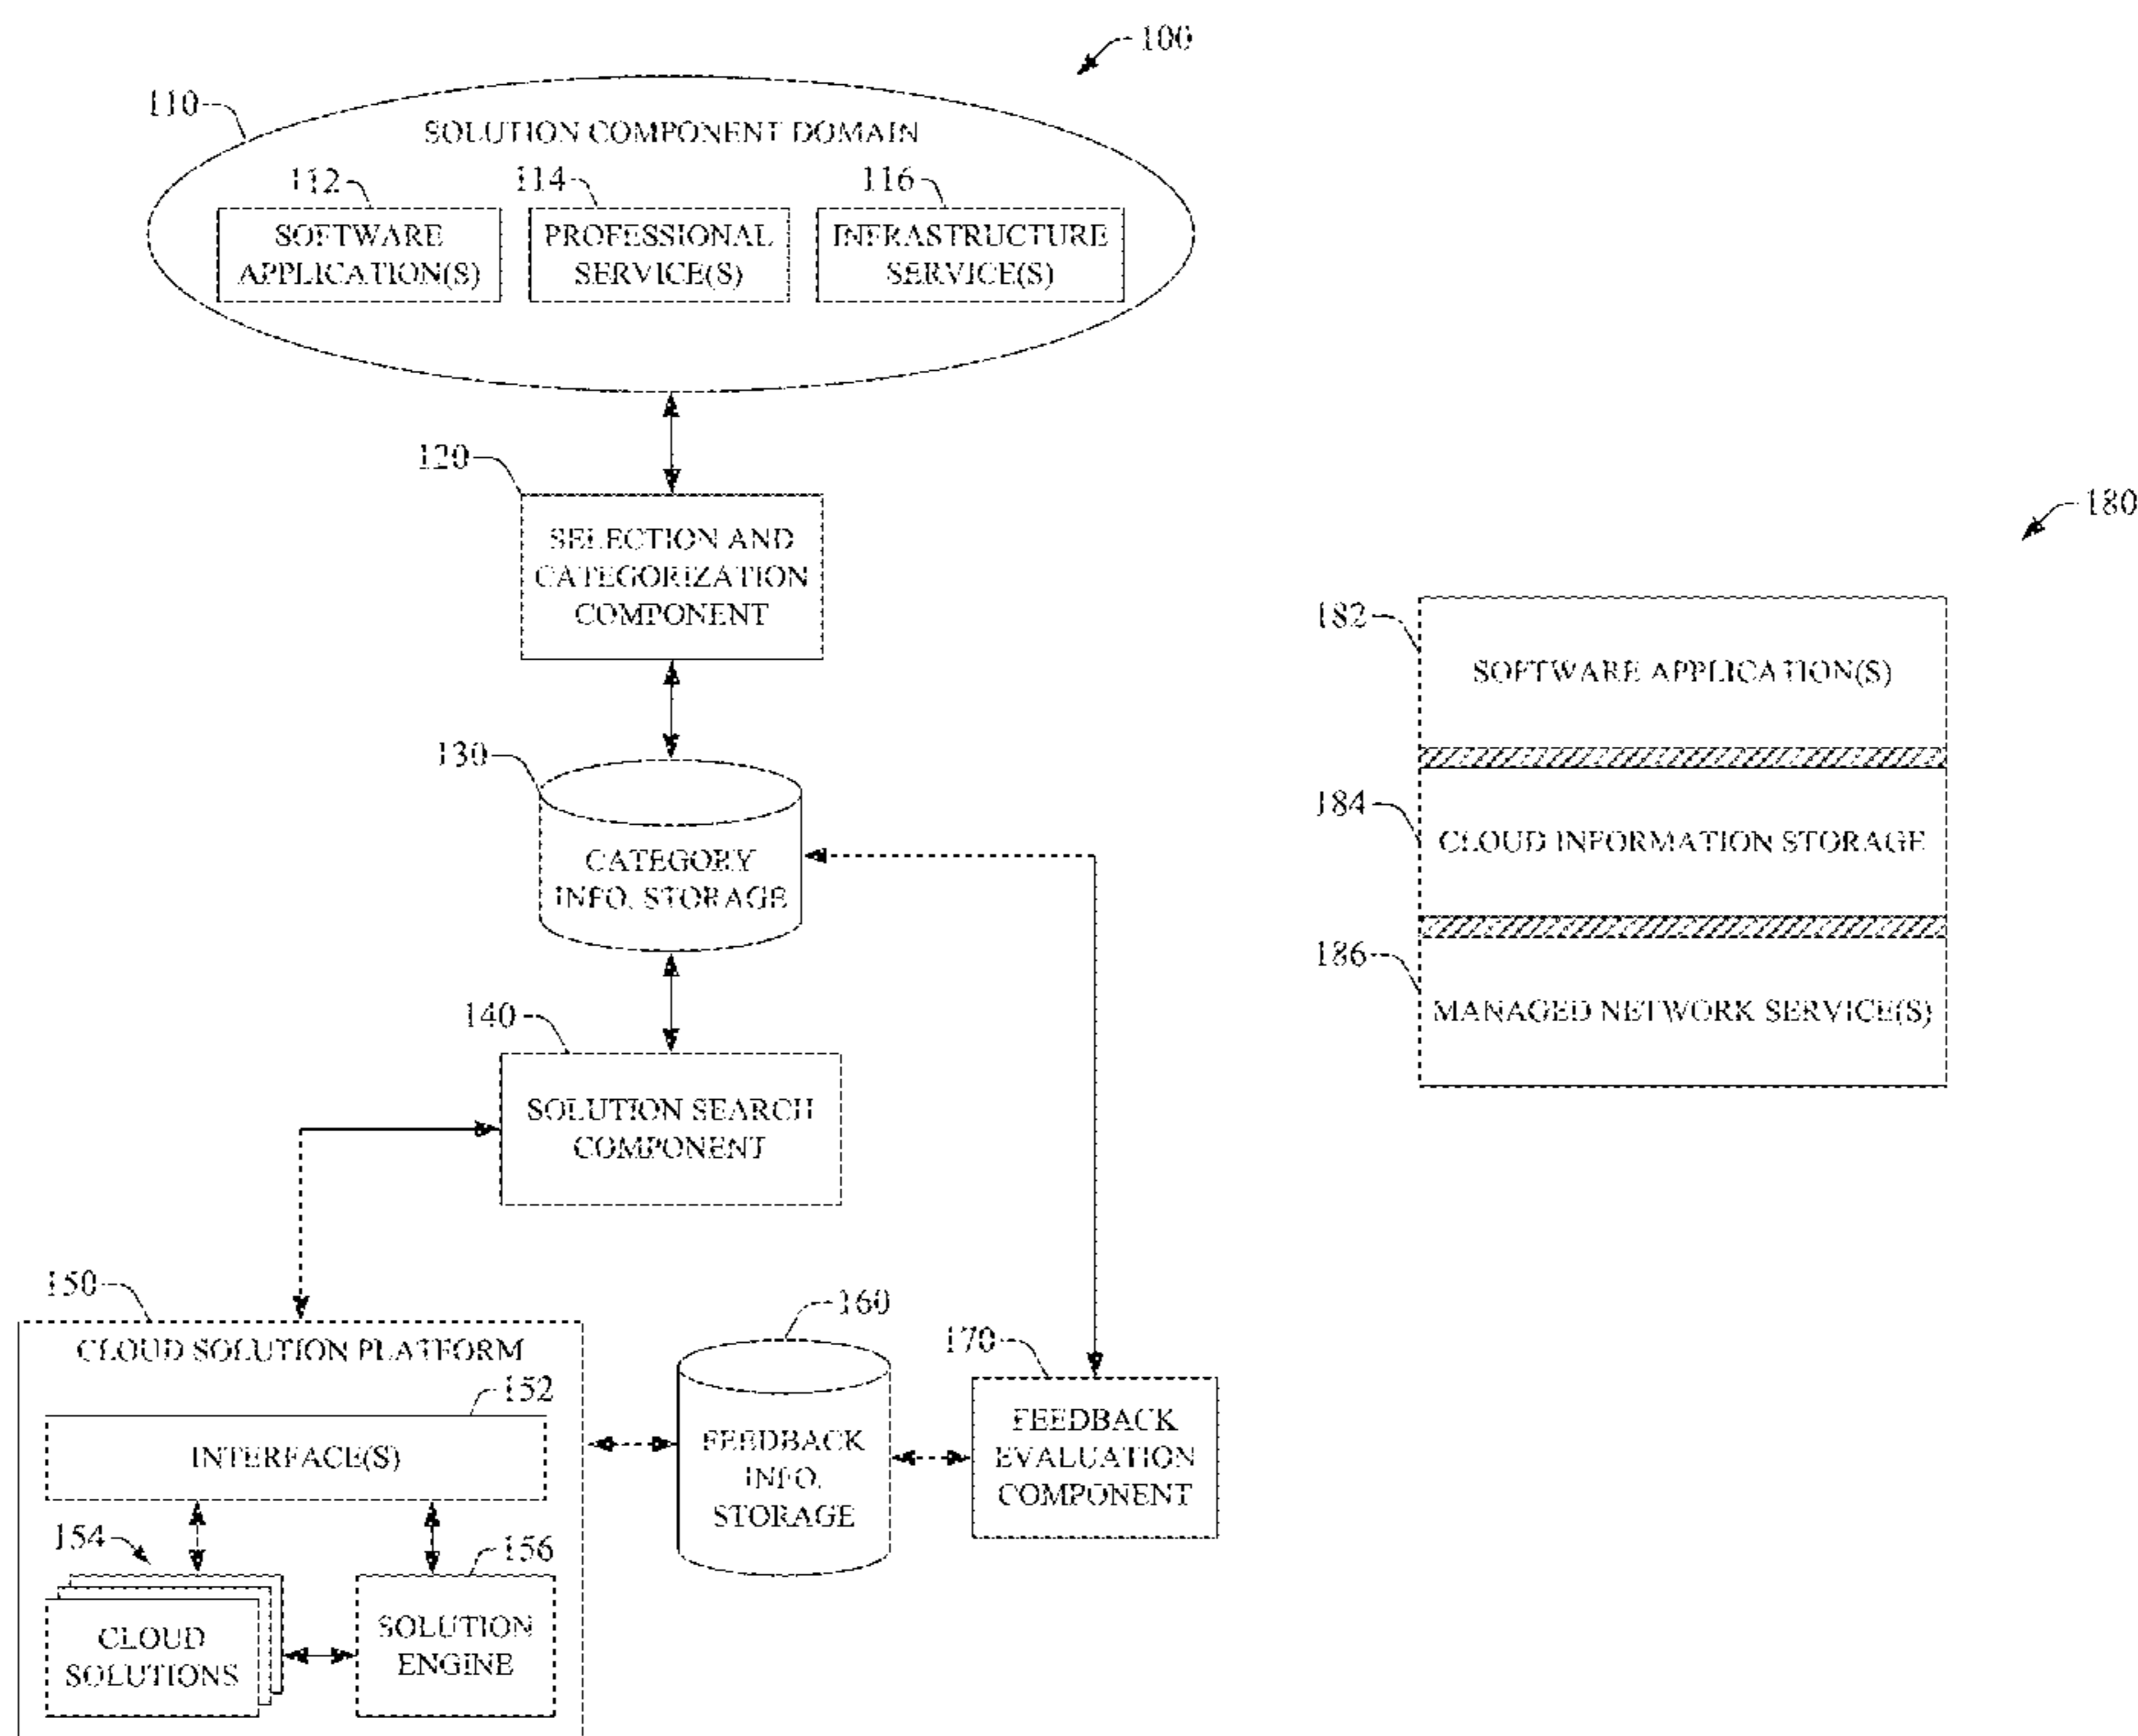 100
110
SOLUTION COMPONENT DOMAIN
112
114
116
SOFTWARE
APPLICATION(S)
PROFESSIONAL
SERVICE(S)
INFRASTRUCTURE
SERVICE(S)
120
SELECTION AND
CATEGORIZATION
COMPONENT
130
CATEGORY
INFO. STORAGE
140
SOLUTION SEARCH
COMPONENT
150
CLOUD SOLUTION PLATFORM
152
INTERFACE(S)
154
156
CLOUD
SOLUTIONS
SOLUTION
ENGINE
160
FEEDBACK
INFO.
STORAGE
170
FEEDBACK
EVALUATION
COMPONENT
180
182
SOFTWARE APPLICATION(S)
184
CLOUD INFORMATION STORAGE
186
MANAGED NETWORK SERVICE(S)